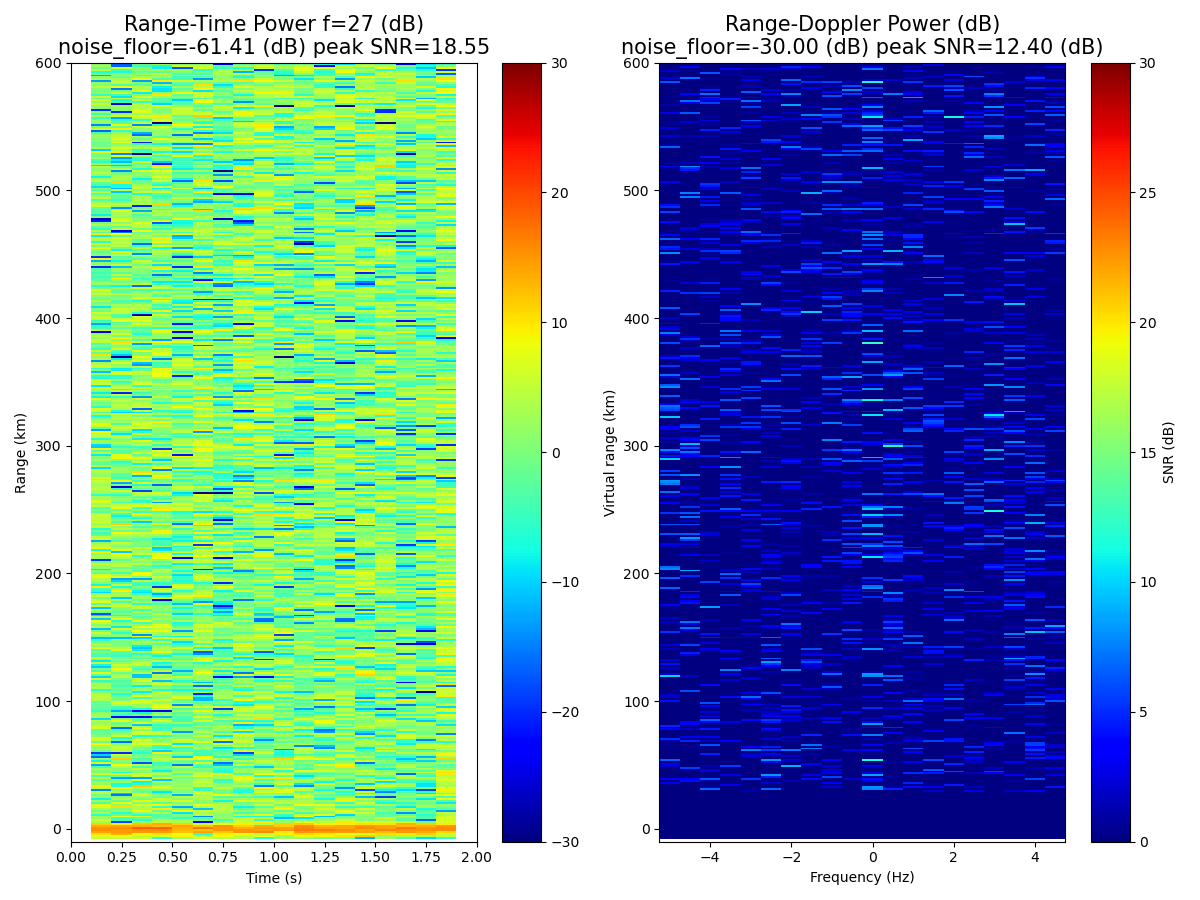 Range-Time Power f=27 (dB)
noise_floor=-61.41 (dB) peak SNR=18.55
600
500
400
300
200
100
0
Range (km)
0.00 0.25 0.50 0.75 1.00 1.25 1.50 1.75 2.00
Time (s)
30
20
10
0
−10
−20
−30
Range-Doppler Power (dB)
noise_floor=-30.00 (dB) peak SNR=12.40 (dB)
600
500
400
300
200
100
0
Virtual range (km)
−4 −2 0 2 4
Frequency (Hz)
30
25
20
15
10
5
0
SNR (dB)